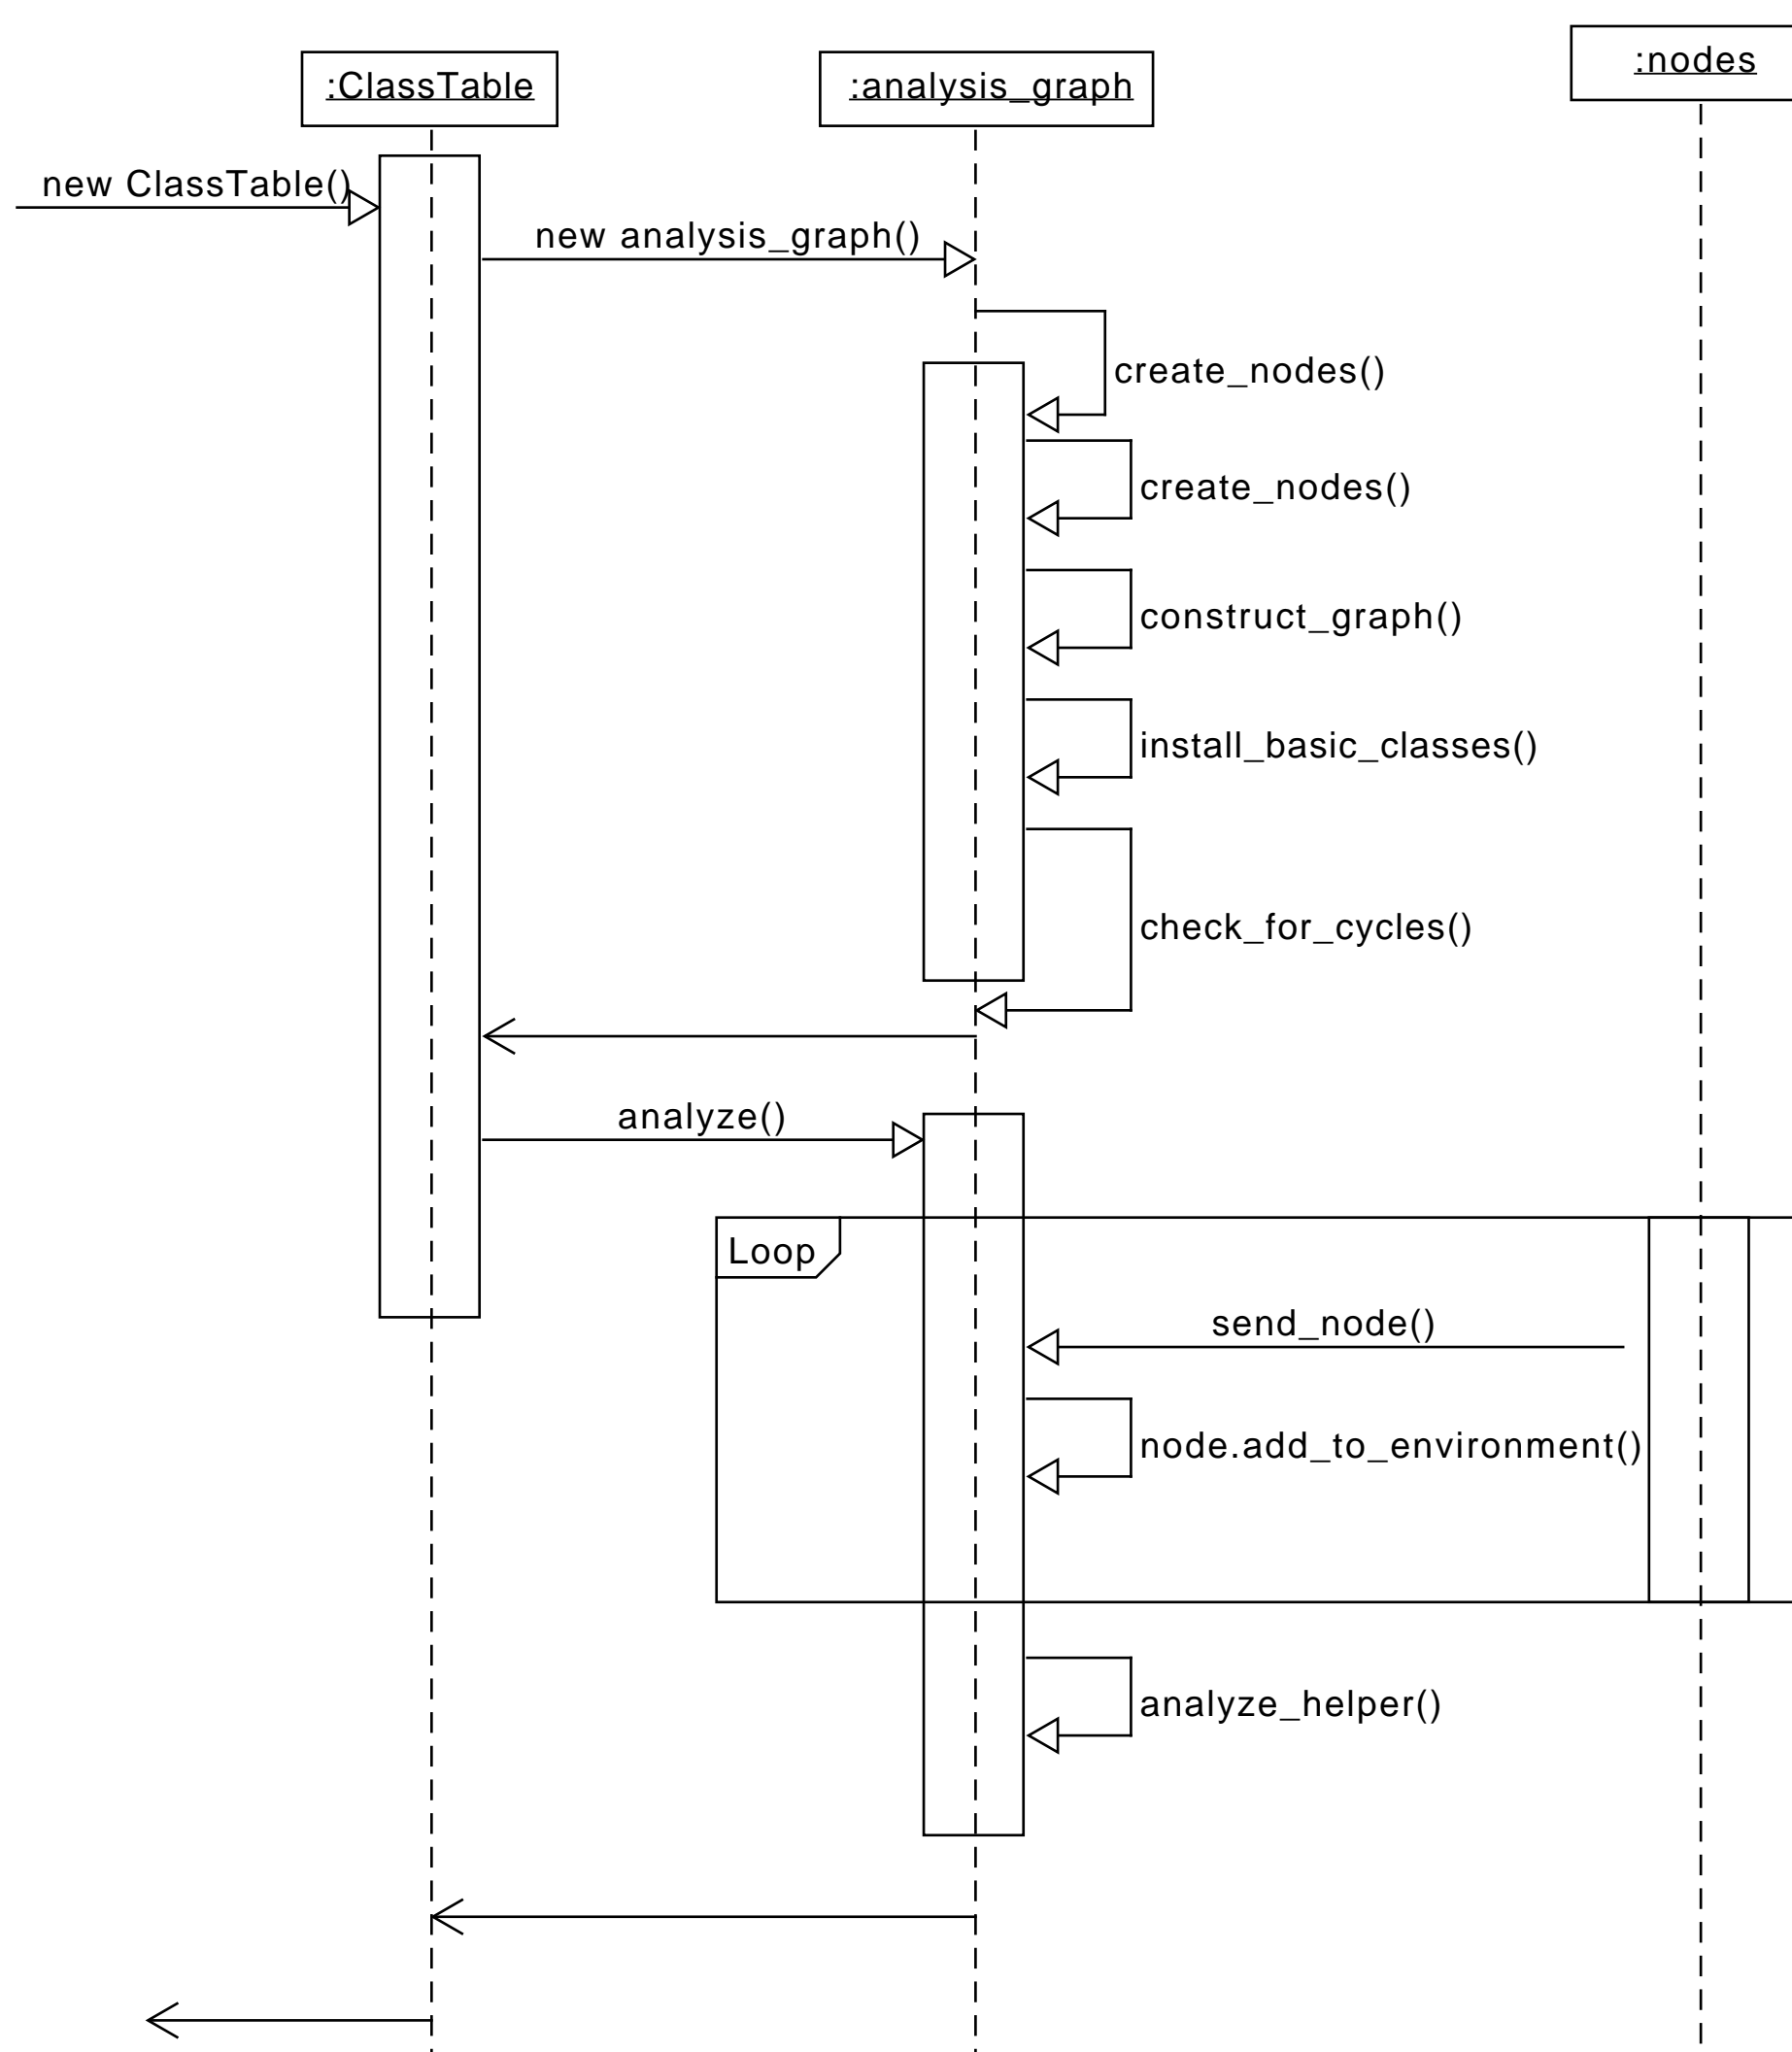 :ClassTable
:analysis_graph
:nodes
new ClassTable()
new analysis_graph()
create_nodes()
create_nodes()
construct_graph()
install_basic_classes()
check_for_cycles()
analyze()
Loop
send_node()
node.add_to_environment()
analyze_helper()